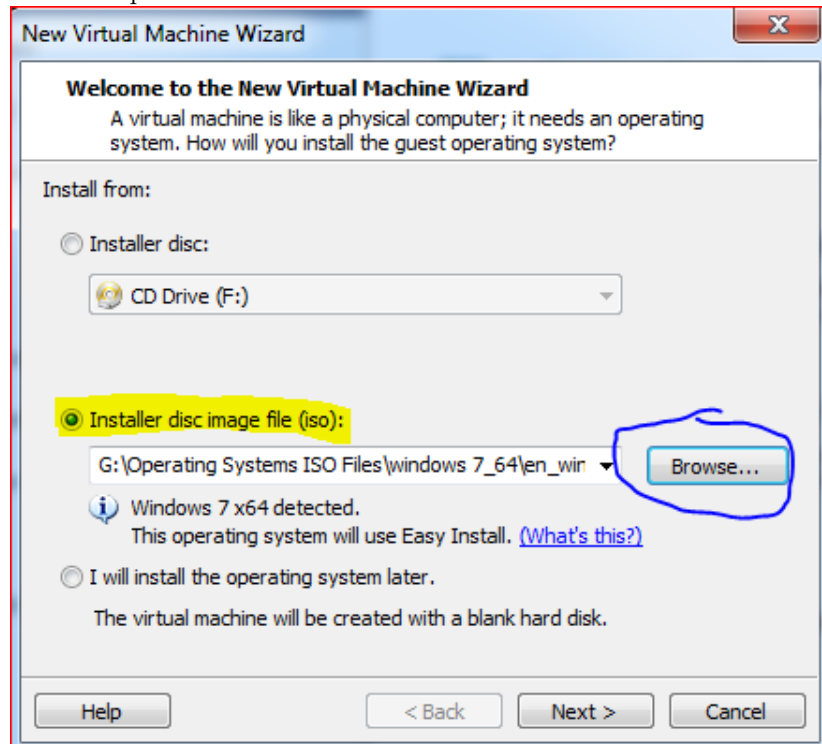 New Virtual Machine Wizard
Welcome to the New Virtual Machine Wizard
A virtual machine is like a physical computer; it needs an operating
system. How will you install the guest operating system?
Install from:
Installer disc:
CD Drive (F:)
Installer disc image file (iso):
G:\Operating Systems ISO Files\windows 7_64\en_win
Browse...
Windows 7 x64 detected.
This operating system will use Easy Install. (What's this?)
I will install the operating system later.
The virtual machine will be created with a blank hard disk.
Help < Back Next > Cancel